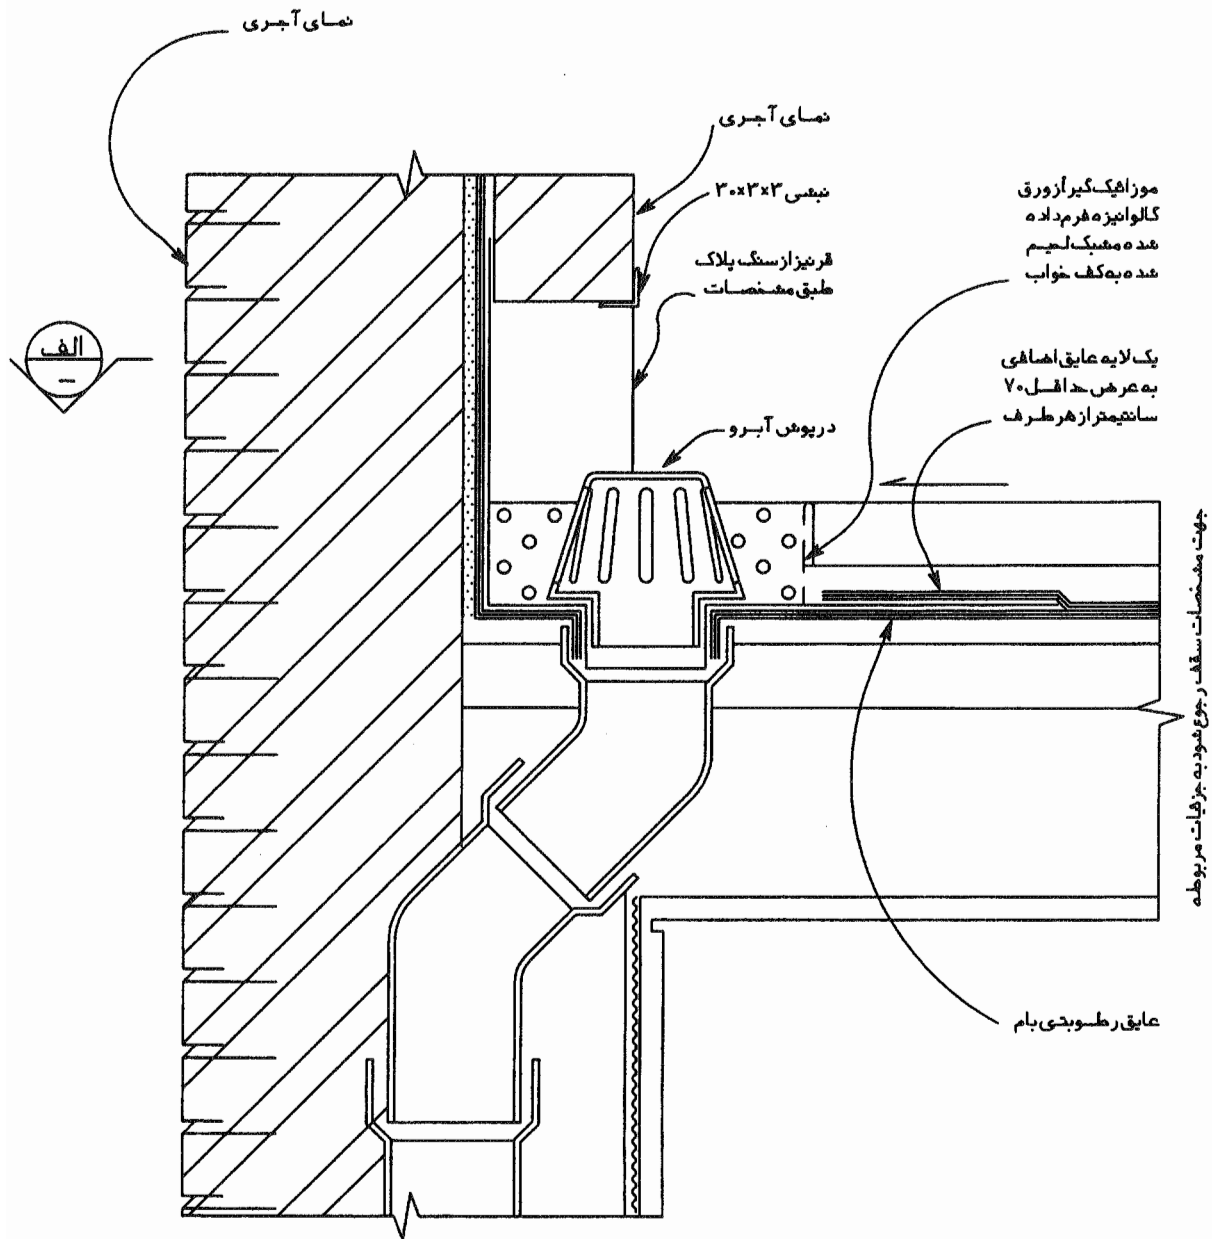 نمای آجری
نمای آجری
نبشی ۳×۳×۳۰
قرنیز از سنگ پلاک
طبق مشخصات
موزائیک گیر از ورق
گالوانیزه فرم داده
شده مشبک لحیم
شده به کف خواب
الف
یک لایه عایق اضافی
به عرض حداقل ۷۰
سانتیمتر از هر طرف
درپوش آبرو
جهت مشخصات سقف رجوع شود به جزئیات مربوطه
عایق رطوبتی بام